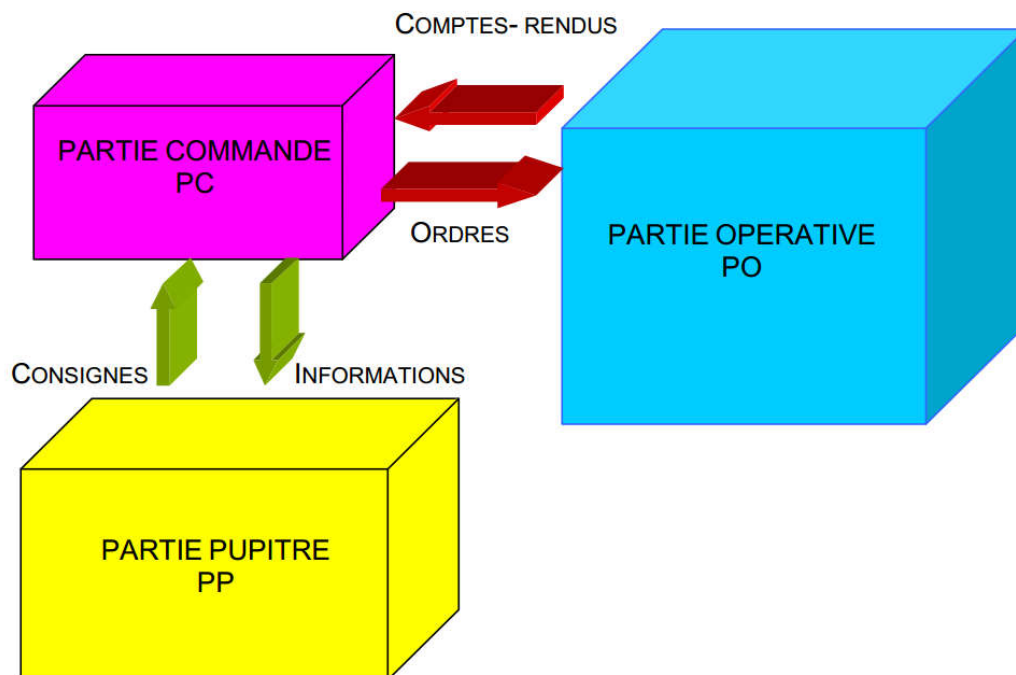 COMPTES- RENDUS
PARTIE COMMANDE
PC
ORDRES
PARTIE OPERATIVE
PO
CONSIGNES
INFORMATIONS
PARTIE PUPITRE
PP